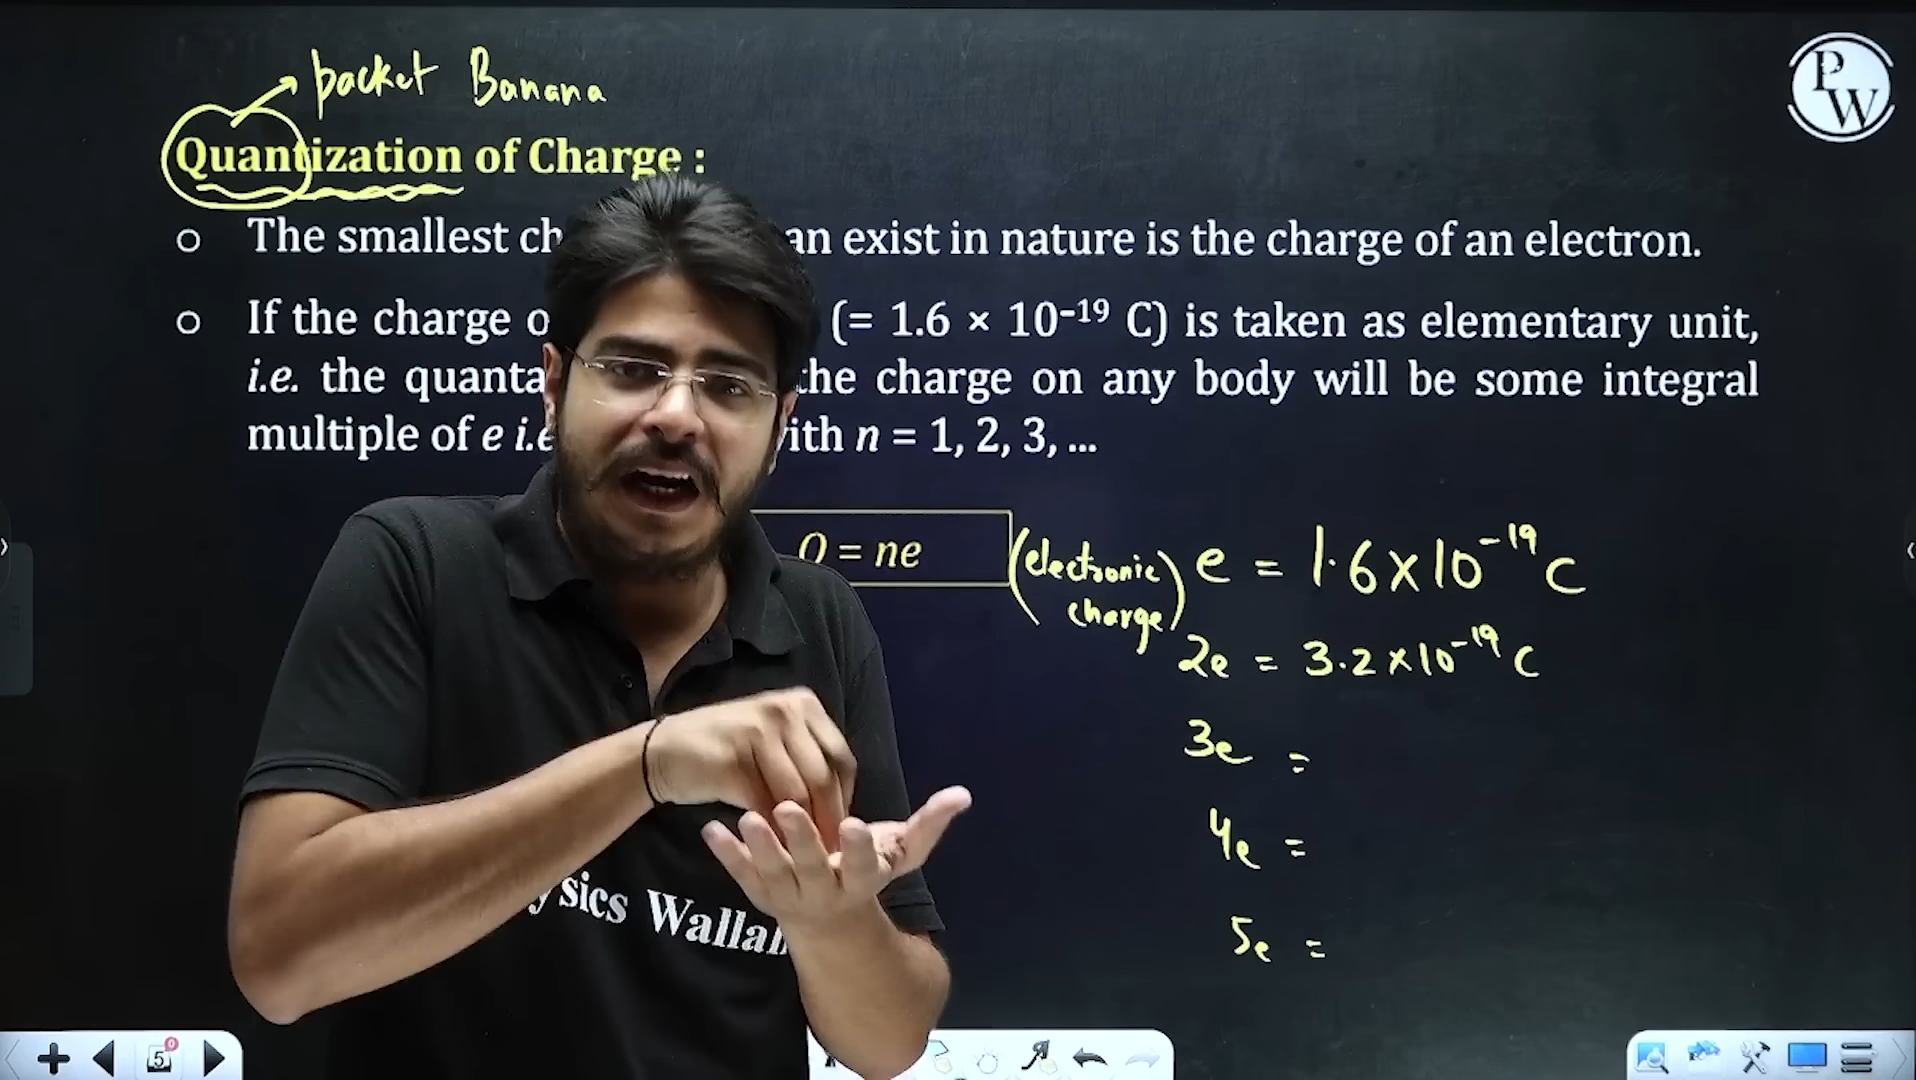 packet Banana
PW
Quantization of Charge :
The smallest an exist in nature is the charge of an electron.
If the charge (= 1.6 × 10⁻¹⁹ C) is taken as elementary unit,
i.e. the quanta the charge on any body will be some integral
multiple of e i.e n = 1, 2, 3, ...
Q = ne
(electronic charge) e = 1.6 × 10⁻¹⁹ C
2e = 3.2 × 10⁻¹⁹ C
3e =
4e =
5e =
sics Walla
5 0